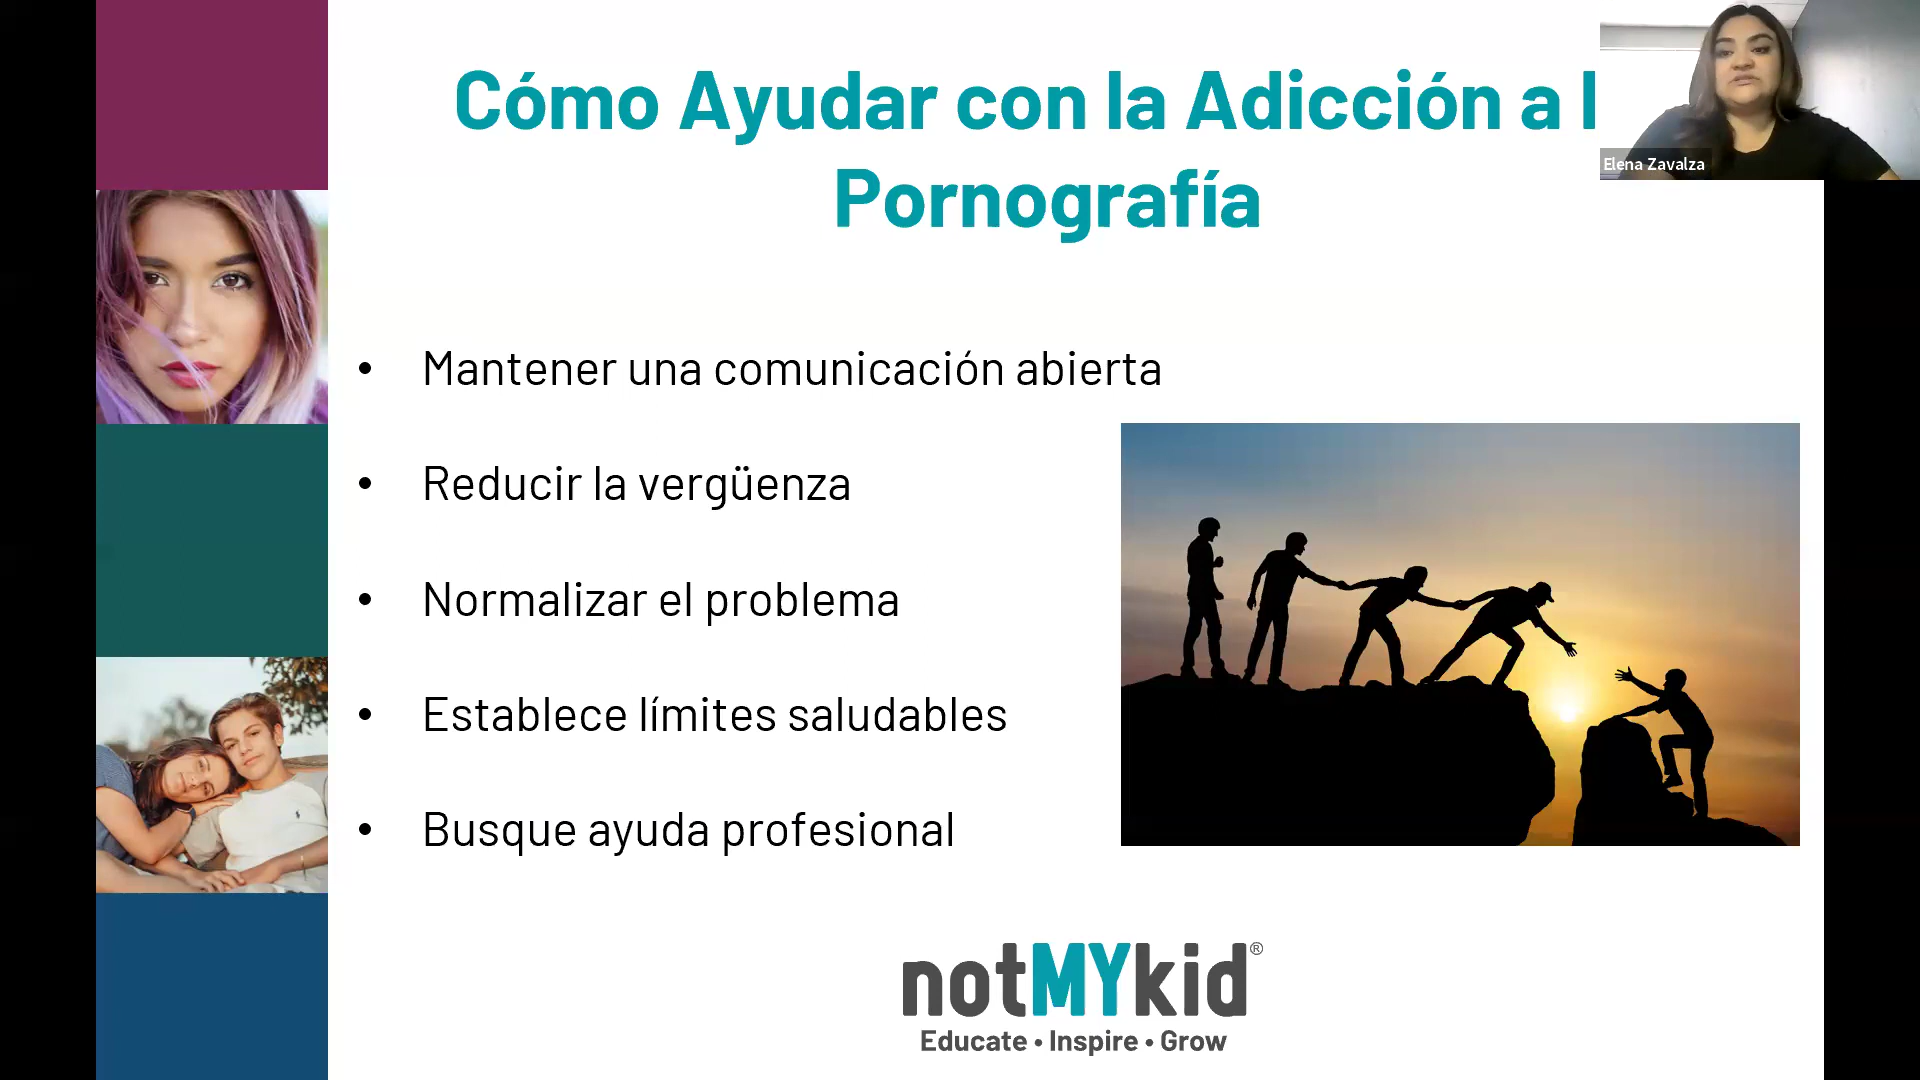 Cómo Ayudar con la Adicción a l
Pornografía
Elena Zavalza
• Mantener una comunicación abierta
• Reducir la vergüenza
• Normalizar el problema
• Establece límites saludables
• Busque ayuda profesional
notMYkid®
Educate • Inspire • Grow